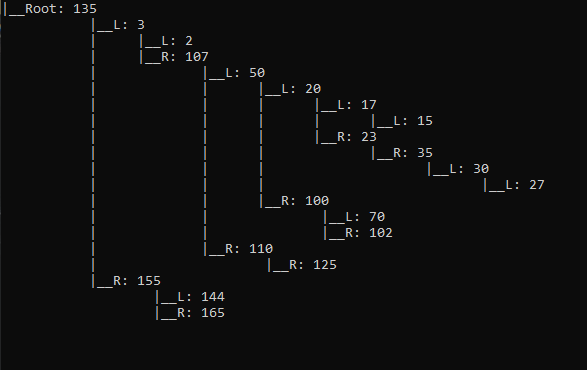 |__Root: 135
|__L: 3
| |__L: 2
| |__R: 107
| |__L: 50
| | |__L: 20
| | | |__L: 17
| | | | |__L: 15
| | | |__R: 23
| | | |__R: 35
| | | |__L: 30
| | | |__L: 27
| | |__R: 100
| | |__L: 70
| | |__R: 102
| |__R: 110
| |__R: 125
|__R: 155
|__L: 144
|__R: 165